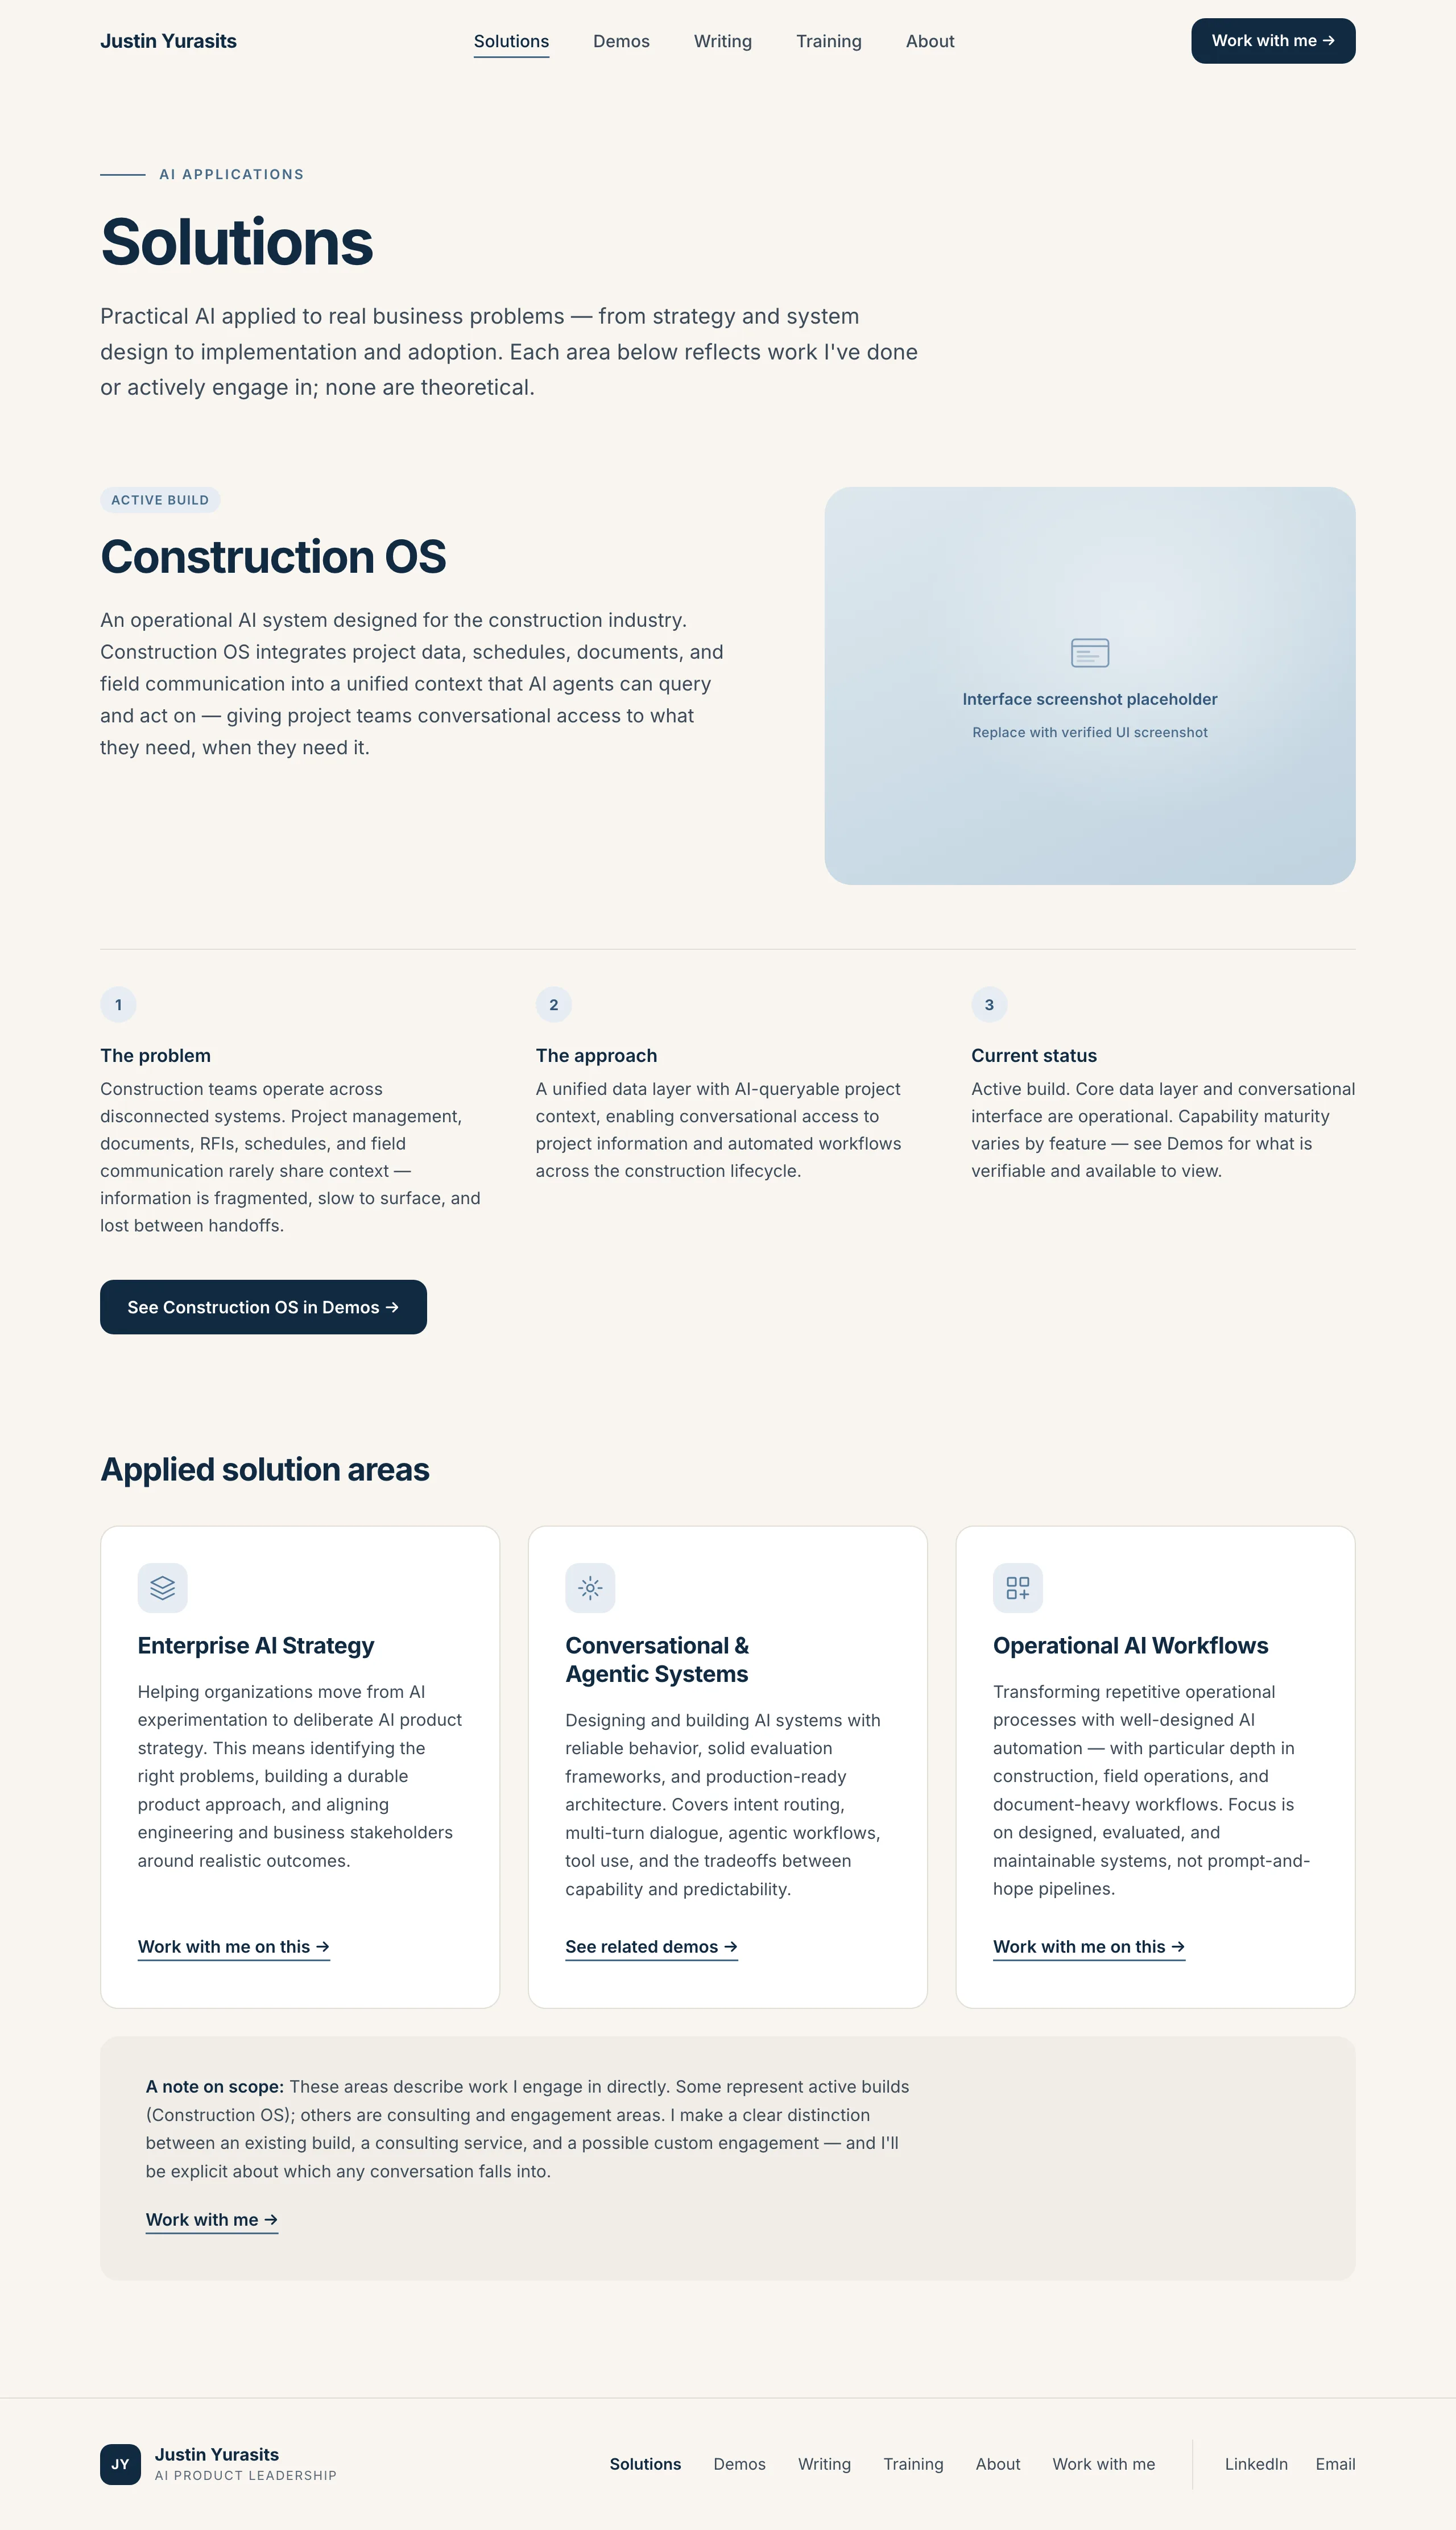 Justin Yurasits
Solutions
Demos
Writing
Training
About
Work with me →
AI APPLICATIONS
Solutions
Practical AI applied to real business problems — from strategy and system
design to implementation and adoption. Each area below reflects work I've done
or actively engage in; none are theoretical.
ACTIVE BUILD
Construction OS
An operational AI system designed for the construction industry.
Construction OS integrates project data, schedules, documents, and
field communication into a unified context that AI agents can query
and act on — giving project teams conversational access to what
they need, when they need it.
Interface screenshot placeholder
Replace with verified UI screenshot
1
The problem
Construction teams operate across
disconnected systems. Project management,
documents, RFIs, schedules, and field
communication rarely share context —
information is fragmented, slow to surface, and
lost between handoffs.
2
The approach
A unified data layer with AI-queryable project
context, enabling conversational access to
project information and automated workflows
across the construction lifecycle.
3
Current status
Active build. Core data layer and conversational
interface are operational. Capability maturity
varies by feature — see Demos for what is
verifiable and available to view.
See Construction OS in Demos →
Applied solution areas
Enterprise AI Strategy
Helping organizations move from AI
experimentation to deliberate AI product
strategy. This means identifying the
right problems, building a durable
product approach, and aligning
engineering and business stakeholders
around realistic outcomes.
Work with me on this →
Conversational &
Agentic Systems
Designing and building AI systems with
reliable behavior, solid evaluation
frameworks, and production-ready
architecture. Covers intent routing,
multi-turn dialogue, agentic workflows,
tool use, and the tradeoffs between
capability and predictability.
See related demos →
Operational AI Workflows
Transforming repetitive operational
processes with well-designed AI
automation — with particular depth in
construction, field operations, and
document-heavy workflows. Focus is
on designed, evaluated, and
maintainable systems, not prompt-and-
hope pipelines.
Work with me on this →
A note on scope: These areas describe work I engage in directly. Some represent active builds
(Construction OS); others are consulting and engagement areas. I make a clear distinction
between an existing build, a consulting service, and a possible custom engagement — and I'll
be explicit about which any conversation falls into.
Work with me →
JY
Justin Yurasits
AI PRODUCT LEADERSHIP
Solutions
Demos
Writing
Training
About
Work with me
LinkedIn
Email